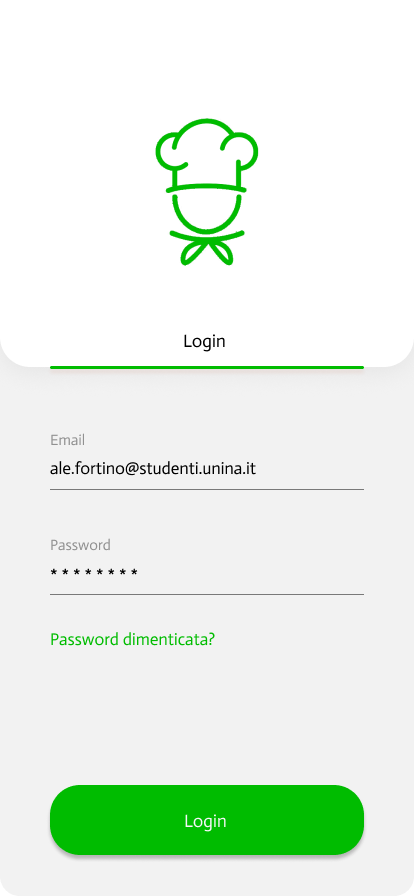 Login
Email
ale.fortino@studenti.unina.it
Password
* * * * * * * *
Password dimenticata?
Login